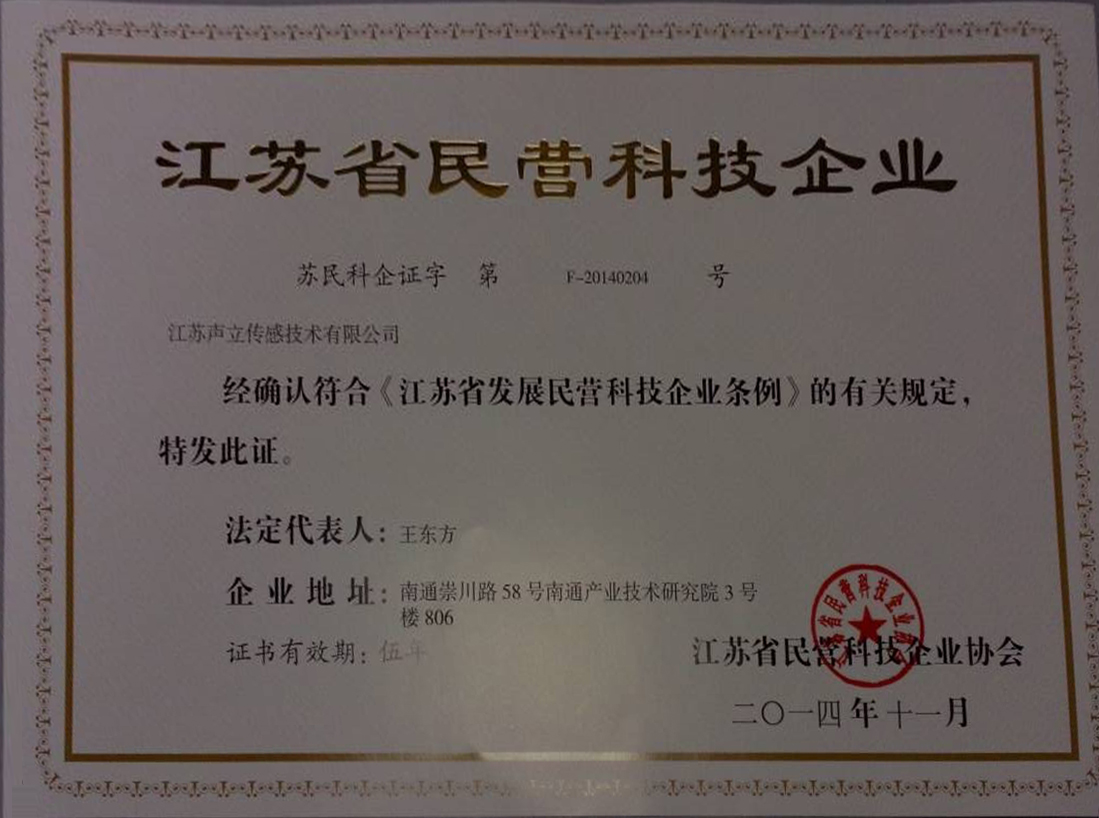 江苏省民营科技企业
苏民科企证字 第 F-20140204 号
江苏声立传感技术有限公司
经确认符合《江苏省发展民营科技企业条例》的有关规定，
特发此证。
法定代表人：王东方
企业地址：南通崇川路 58 号南通产业技术研究院 3 号
楼 806
证书有效期：伍年
江苏省民营科技企业协会
二〇一四年十一月